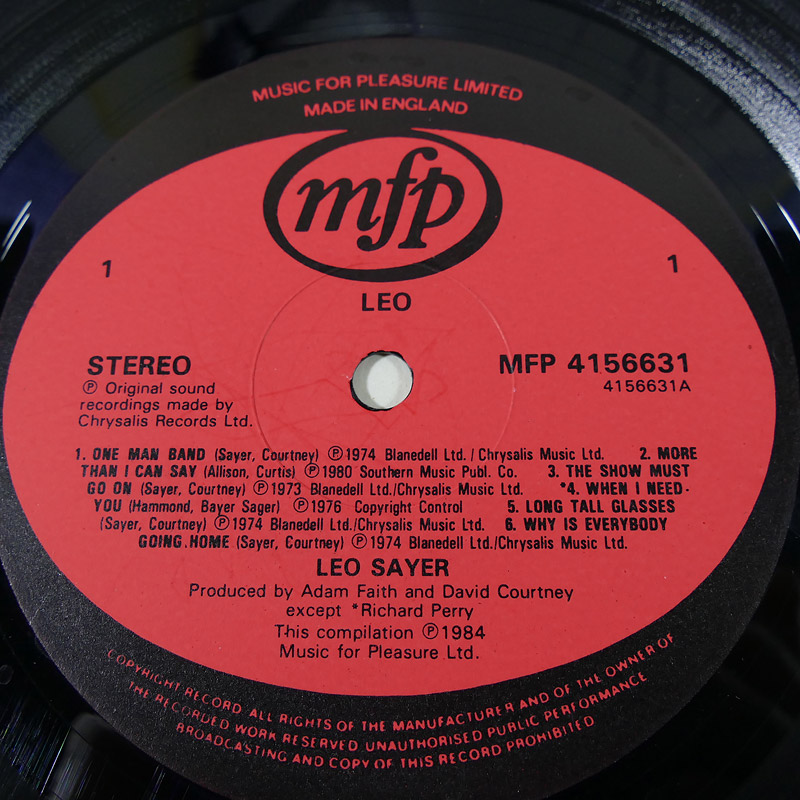 MUSIC FOR PLEASURE LIMITED
MADE IN ENGLAND
mfp
1 1
LEO
STEREO
Ⓟ Original sound
recordings made by
Chrysalis Records Ltd.
MFP 4156631
4156631A
1. ONE MAN BAND (Sayer, Courtney) Ⓟ1974 Blanedell Ltd./Chrysalis Music Ltd. 2. MORE
THAN I CAN SAY (Allison, Curtis) Ⓟ1980 Southern Music Publ. Co. 3. THE SHOW MUST
GO ON (Sayer, Courtney) Ⓟ1973 Blanedell Ltd./Chrysalis Music Ltd. *4. WHEN I NEED-
YOU (Hammond, Bayer Sager) Ⓟ1976 Copyright Control 5. LONG TALL GLASSES
(Sayer, Courtney) Ⓟ1974 Blanedell Ltd./Chrysalis Music Ltd. 6. WHY IS EVERYBODY
GOING.HOME (Sayer, Courtney) Ⓟ1974 Blanedell Ltd./Chrysalis Music Ltd.
LEO SAYER
Produced by Adam Faith and David Courtney
except *Richard Perry
This compilation Ⓟ1984
Music for Pleasure Ltd.
COPYRIGHT RECORD ALL RIGHTS OF THE MANUFACTURER AND OF THE OWNER OF
THE RECORDED WORK RESERVED UNAUTHORISED PUBLIC PERFORMANCE
BROADCASTING AND COPY OF THIS RECORD PROHIBITED